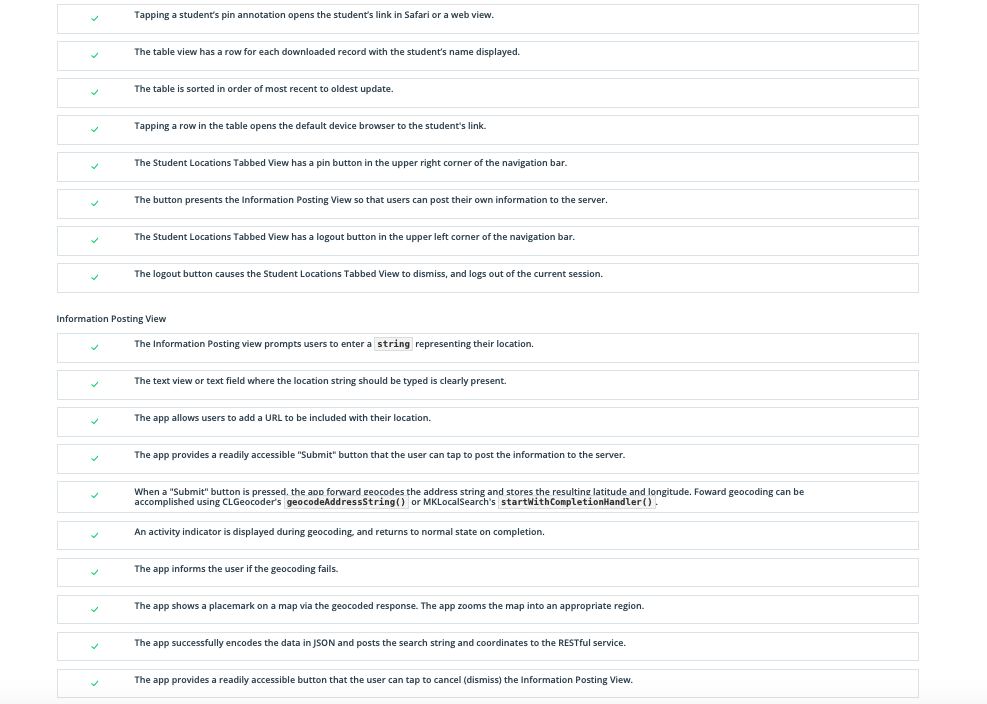 Tapping a student's pin annotation opens the student's link in Safari or a web view.
The table view has a row for each downloaded record with the student's name displayed.
The table is sorted in order of most recent to oldest update.
Tapping a row in the table opens the default device browser to the student's link.
The Student Locations Tabbed View has a pin button in the upper right corner of the navigation bar.
The button presents the Information Posting View so that users can post their own information to the server.
The Student Locations Tabbed View has a logout button in the upper left corner of the navigation bar.
The logout button causes the Student Locations Tabbed View to dismiss, and logs out of the current session.
Information Posting View
The Information Posting view prompts users to enter a string representing their location.
The text view or text field where the location string should be typed is clearly present.
The app allows users to add a URL to be included with their location.
The app provides a readily accessible "Submit" button that the user can tap to post the information to the server.
When a "Submit" button is pressed, the app forward geocodes the address string and stores the resulting latitude and longitude. Foward geocoding can be
accomplished using CLGeocoder's geocodeAddressString() or MKLocalSearch's startWithCompletionHandler().
An activity indicator is displayed during geocoding, and returns to normal state on completion.
The app informs the user if the geocoding fails.
The app shows a placemark on a map via the geocoded response. The app zooms the map into an appropriate region.
The app successfully encodes the data in JSON and posts the search string and coordinates to the RESTful service.
The app provides a readily accessible button that the user can tap to cancel (dismiss) the Information Posting View.